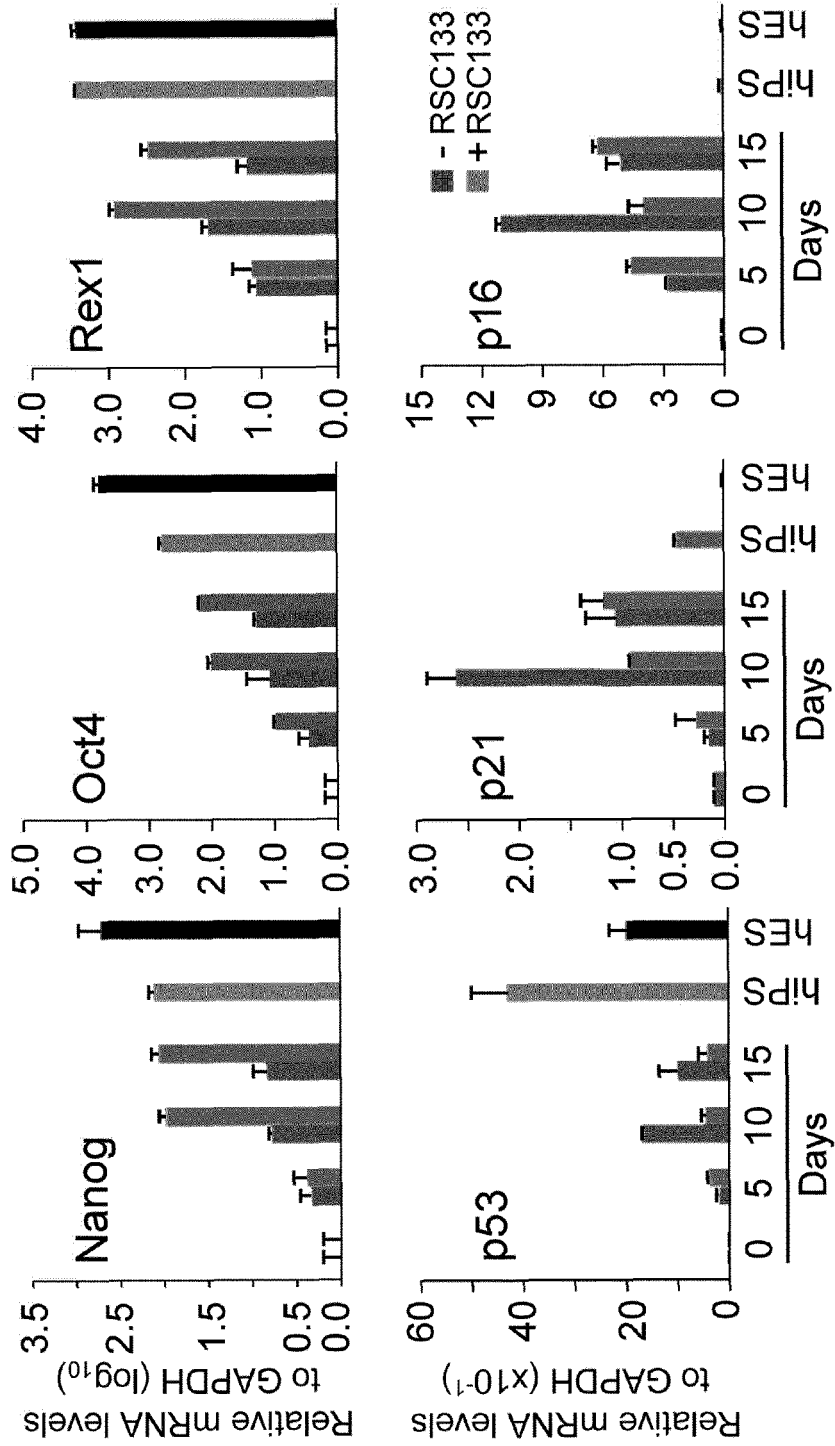 Relative mRNA levels
to GAPDH (log10)
Nanog
3.5
2.5
1.5
0.5
0.0
Oct4
5.0
4.0
3.0
2.0
1.0
0.0
Rex1
4.0
3.0
2.0
1.0
0.0
Relative mRNA levels
to GAPDH (x10-1)
p53
60
40
20
0
0 5 10 15 hiPS hES
Days
p21
3.0
2.0
1.0
0.5
0.0
0 5 10 15 hiPS hES
Days
p16
15
12
9
6
3
0
- RSC133
+ RSC133
0 5 10 15 hiPS hES
Days